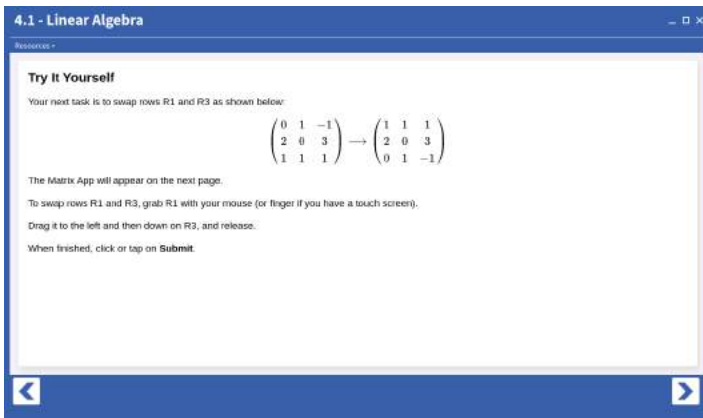 4.1 - Linear Algebra
Resources
Try It Yourself
Your next task is to swap rows R1 and R3 as shown below:
0 1 −1 1 1 1
2 0 3 ⟶ 2 0 3
1 1 1 0 1 −1
The Matrix App will appear on the next page.
To swap rows R1 and R3, grab R1 with your mouse (or finger if you have a touch screen).
Drag it to the left and then down on R3, and release.
When finished, click or tap on Submit.